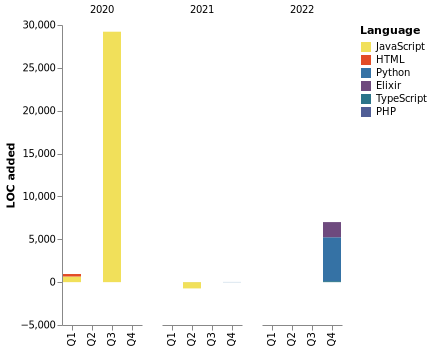 2020 2021 2022
Language
JavaScript
HTML
Python
Elixir
TypeScript
PHP
LOC added
30,000
25,000
20,000
15,000
10,000
5,000
0
−5,000
Q1 Q2 Q3 Q4 Q1 Q2 Q3 Q4 Q1 Q2 Q3 Q4